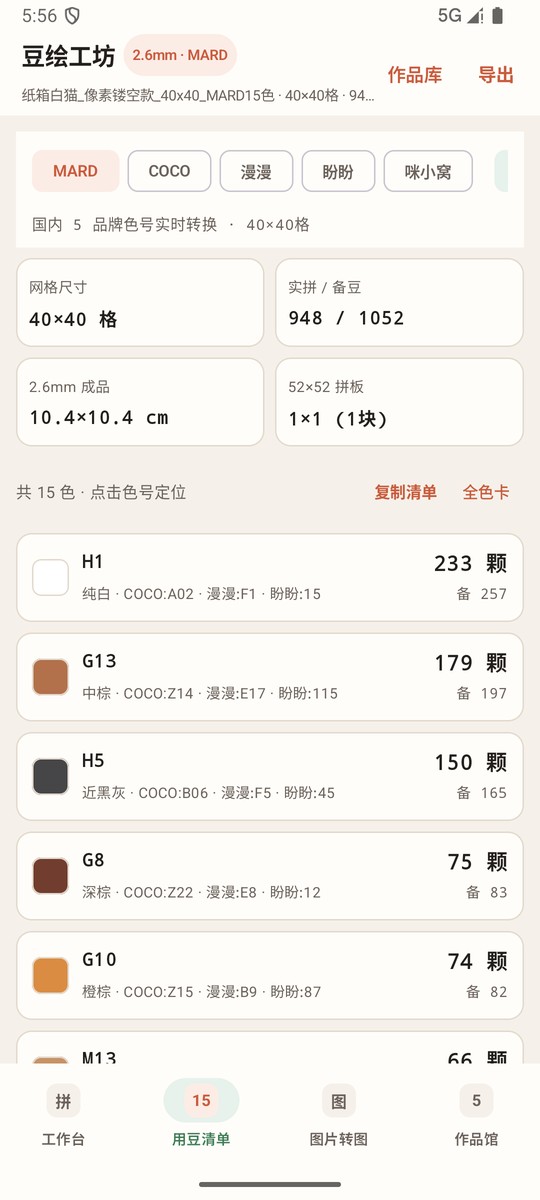 5:56 5G
豆绘工坊 2.6mm · MARD
作品库 导出
纸箱白猫_像素镂空款_40x40_MARD15色 · 40×40格 · 94…
MARD COCO 漫漫 盼盼 咪小窝
国内 5 品牌色号实时转换 · 40×40格
网格尺寸
40×40 格
实拼 / 备豆
948 / 1052
2.6mm 成品
10.4×10.4 cm
52×52 拼板
1×1 (1块)
共 15 色 · 点击色号定位 复制清单 全色卡
H1 233 颗
纯白 · COCO:A02 · 漫漫:F1 · 盼盼:15 备 257
G13 179 颗
中棕 · COCO:Z14 · 漫漫:E17 · 盼盼:115 备 197
H5 150 颗
近黑灰 · COCO:B06 · 漫漫:F5 · 盼盼:45 备 165
G8 75 颗
深棕 · COCO:Z22 · 漫漫:E8 · 盼盼:12 备 83
G10 74 颗
橙棕 · COCO:Z15 · 漫漫:B9 · 盼盼:87 备 82
M13 66 颗
拼 15 图 5
工作台 用豆清单 图片转图 作品馆